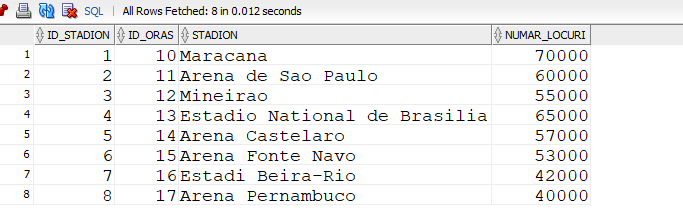 SQL | All Rows Fetched: 8 in 0.012 seconds
ID_STADION ID_ORAS STADION NUMAR_LOCURI
1 1 10 Maracana 70000
2 2 11 Arena de Sao Paulo 60000
3 3 12 Mineirao 55000
4 4 13 Estadio National de Brasilia 65000
5 5 14 Arena Castelaro 57000
6 6 15 Arena Fonte Navo 53000
7 7 16 Estadi Beira-Rio 42000
8 8 17 Arena Pernambuco 40000